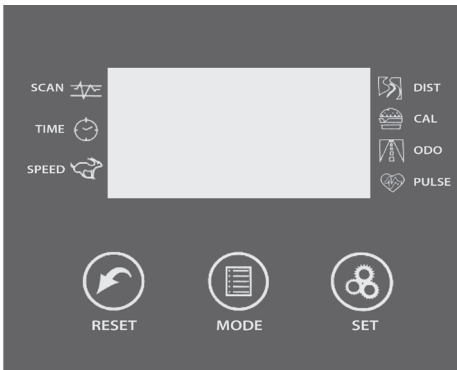 SCAN
TIME
SPEED
DIST
CAL
ODO
PULSE
RESET
MODE
SET